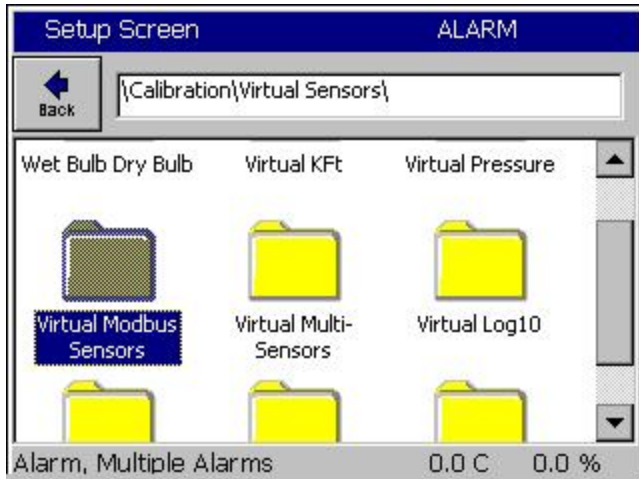 Setup Screen ALARM
Back
\Calibration\Virtual Sensors\
Wet Bulb Dry Bulb Virtual KFt Virtual Pressure
Virtual Modbus Sensors
Virtual Multi-Sensors
Virtual Log10
Alarm, Multiple Alarms 0.0 C 0.0 %